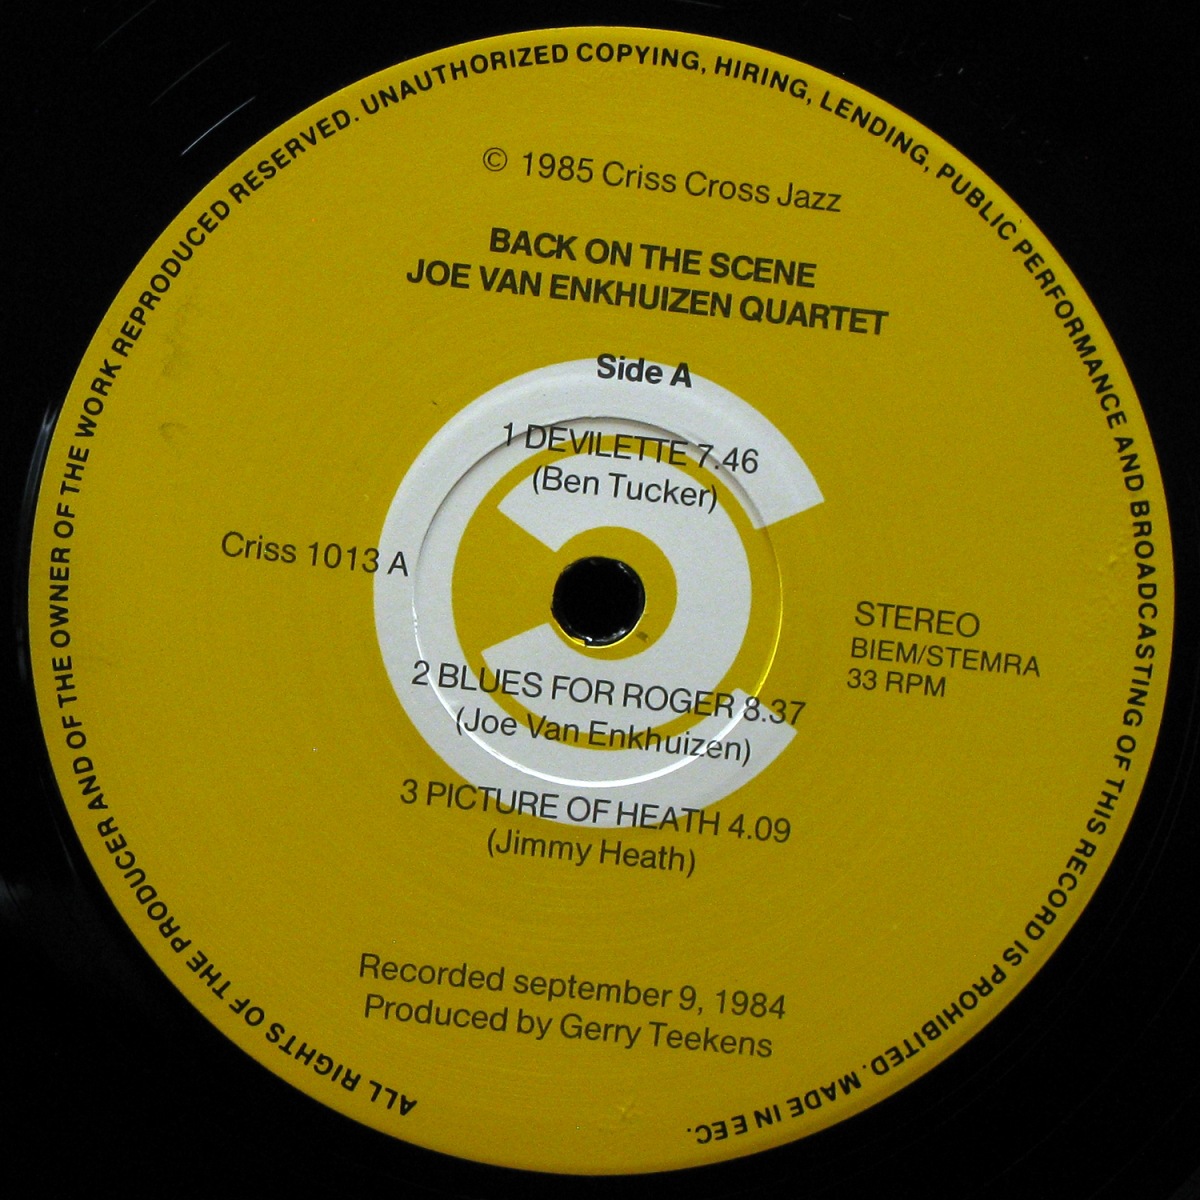 ALL RIGHTS OF THE PRODUCER AND OF THE OWNER OF THE WORK REPRODUCED RESERVED. UNAUTHORIZED COPYING, HIRING, LENDING, PUBLIC PERFORMANCE AND BROADCASTING OF THIS RECORD IS PROHIBITED. MADE IN EEC.
© 1985 Criss Cross Jazz
BACK ON THE SCENE
JOE VAN ENKHUIZEN QUARTET
Side A
1 DEVILETTE 7.46
(Ben Tucker)
Criss 1013 A
STEREO
BIEM/STEMRA
33 RPM
2 BLUES FOR ROGER 8.37
(Joe Van Enkhuizen)
3 PICTURE OF HEATH 4.09
(Jimmy Heath)
Recorded september 9, 1984
Produced by Gerry Teekens